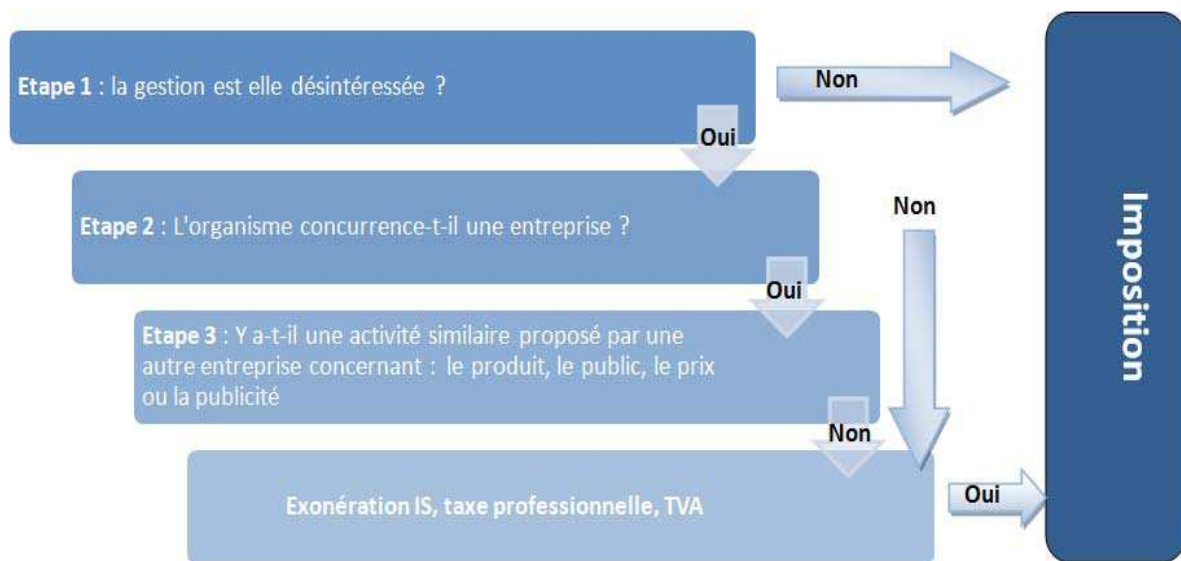 Etape 1 : la gestion est elle désintéressée ?
Non
Oui
Etape 2 : L'organisme concurrence-t-il une entreprise ?
Non
Oui
Etape 3 : Y a-t-il une activité similaire proposé par une
autre entreprise concernant : le produit, le public, le prix
ou la publicité
Non
Exonération IS, taxe professionnelle, TVA
Oui
Imposition